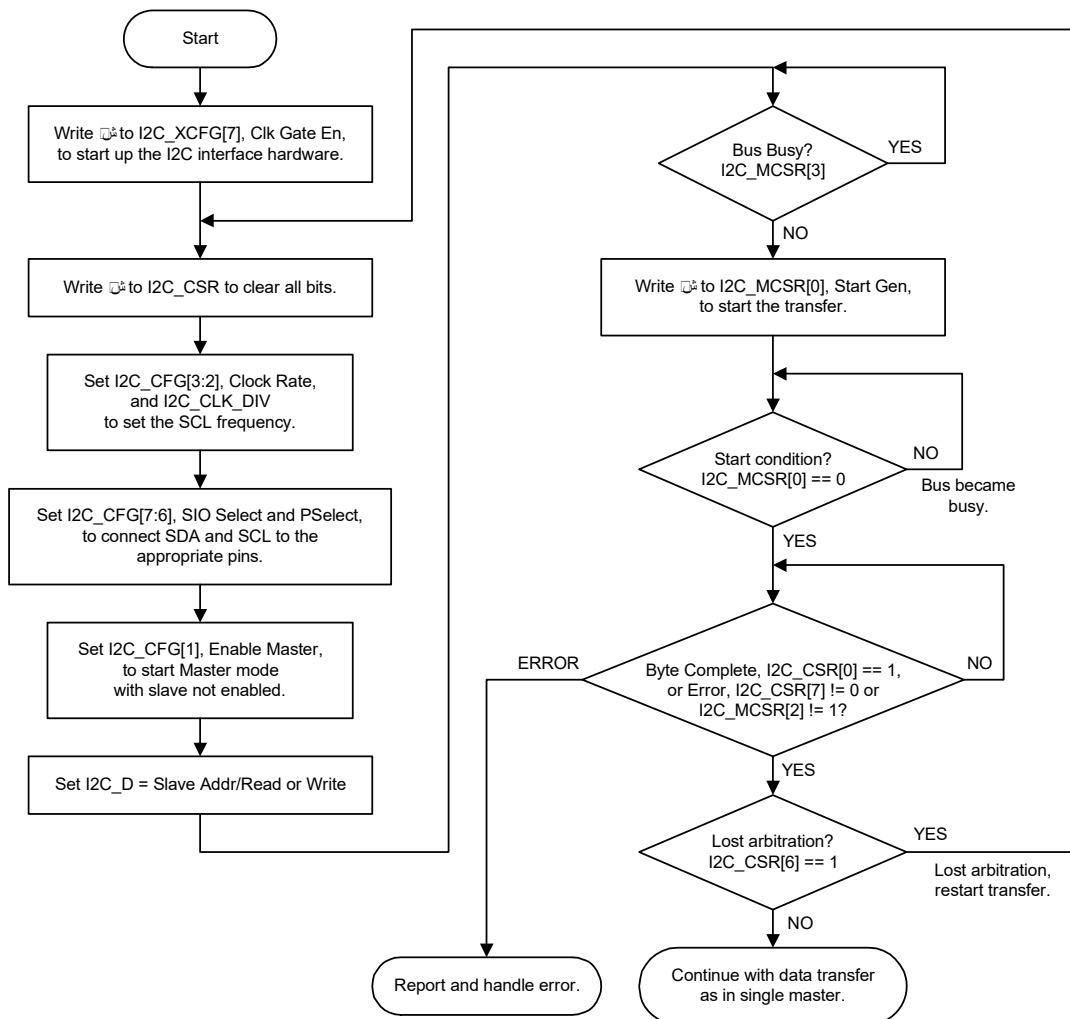 Start
Write to I2C_XCFG[7], Clk Gate En,
to start up the I2C interface hardware.
Write to I2C_CSR to clear all bits.
Set I2C_CFG[3:2], Clock Rate,
and I2C_CLK_DIV
to set the SCL frequency.
Set I2C_CFG[7:6], SIO Select and PSelect,
to connect SDA and SCL to the
appropriate pins.
Set I2C_CFG[1], Enable Master,
to start Master mode
with slave not enabled.
Set I2C_D = Slave Addr/Read or Write
Bus Busy?
I2C_MCSR[3]
YES
NO
Write to I2C_MCSR[0], Start Gen,
to start the transfer.
Start condition?
I2C_MCSR[0] == 0
NO
Bus became
busy.
YES
Byte Complete, I2C_CSR[0] == 1,
or Error, I2C_CSR[7] != 0 or
I2C_MCSR[2] != 1?
ERROR
NO
YES
Lost arbitration?
I2C_CSR[6] == 1
YES
Lost arbitration,
restart transfer.
NO
Report and handle error.
Continue with data transfer
as in single master.